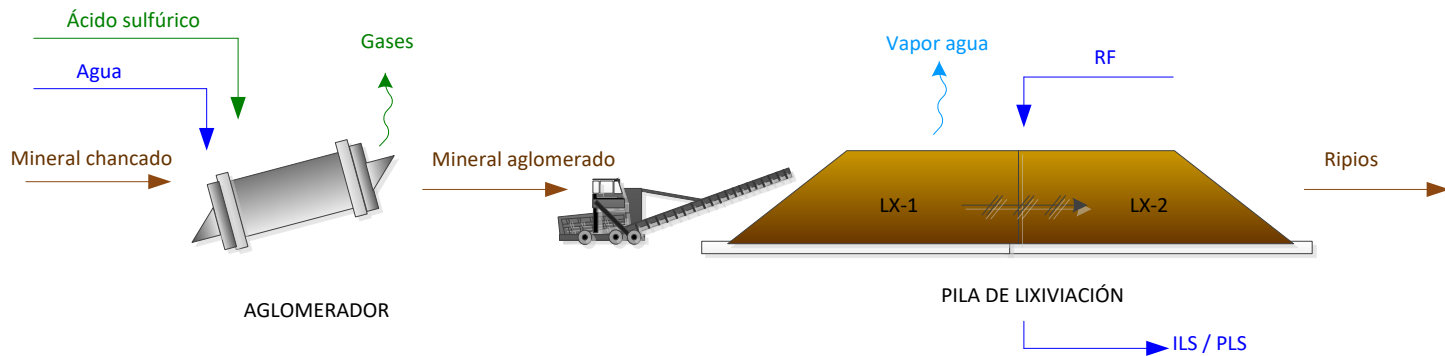 Ácido sulfúrico
Gases
Vapor agua
Agua
RF
Mineral chancado
Mineral aglomerado
Ripios
LX-1
LX-2
AGLOMERADOR
PILA DE LIXIVIACIÓN
ILS / PLS